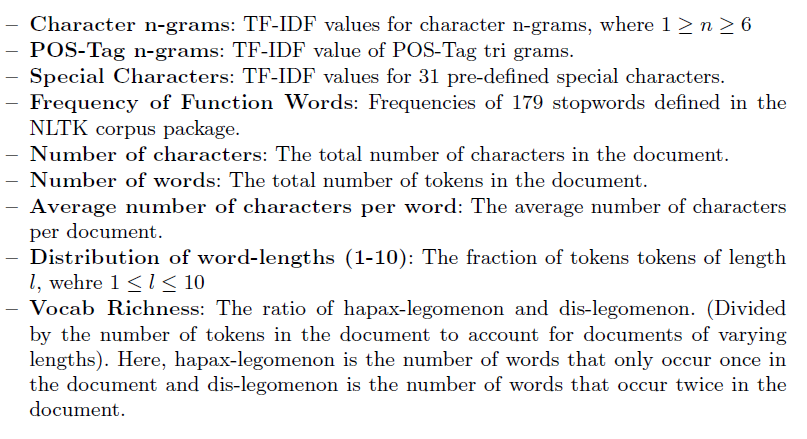 – Character n-grams: TF-IDF values for character n-grams, where 1 ≥ n ≥ 6
– POS-Tag n-grams: TF-IDF value of POS-Tag tri grams.
– Special Characters: TF-IDF values for 31 pre-defined special characters.
– Frequency of Function Words: Frequencies of 179 stopwords defined in the
NLTK corpus package.
– Number of characters: The total number of characters in the document.
– Number of words: The total number of tokens in the document.
– Average number of characters per word: The average number of characters
per document.
– Distribution of word-lengths (1-10): The fraction of tokens tokens of length
l, wehre 1 ≤ l ≤ 10
– Vocab Richness: The ratio of hapax-legomenon and dis-legomenon. (Divided
by the number of tokens in the document to account for documents of varying
lengths). Here, hapax-legomenon is the number of words that only occur once in
the document and dis-legomenon is the number of words that occur twice in the
document.